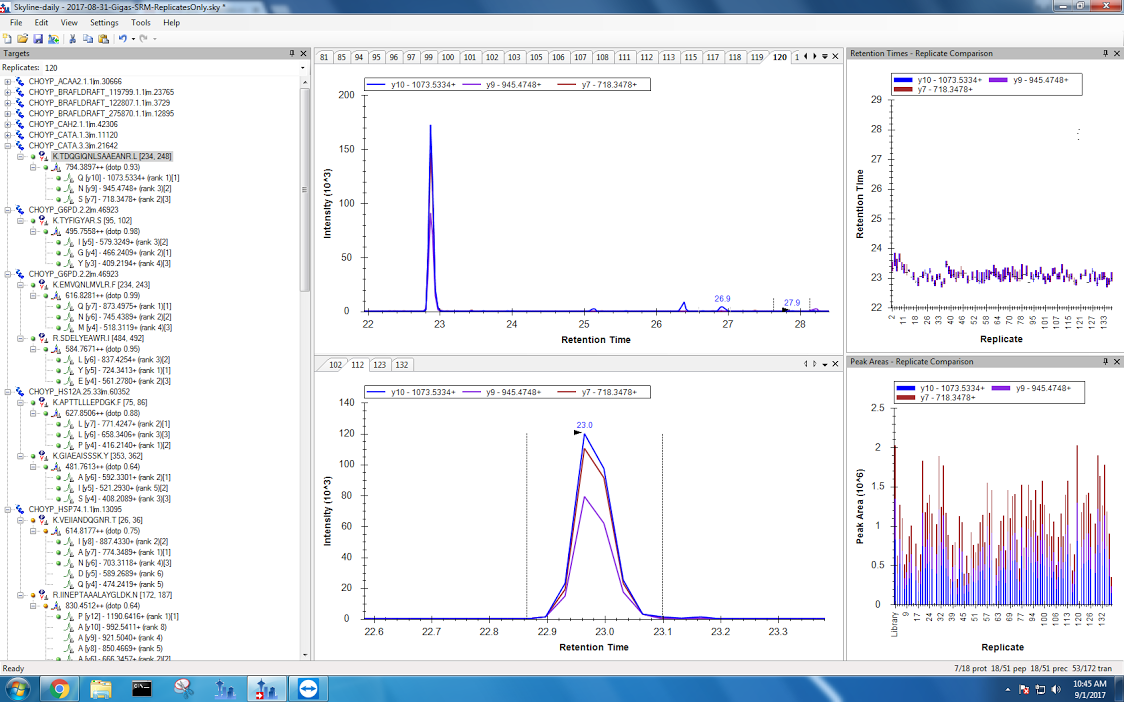 Skyline-daily - 2017-08-31-Gigas-SRM-ReplicatesOnly.sky *
File Edit View Settings Tools Help
Targets
Replicates: 120
CHOYP_ACAA2.1.1|m.30666
CHOYP_BRAFLDRAFT_119799.1.1|m.23765
CHOYP_BRAFLDRAFT_122807.1.1|m.3729
CHOYP_BRAFLDRAFT_275870.1.1|m.12895
CHOYP_CAH2.1.1|m.42306
CHOYP_CATA.1.3|m.11120
CHOYP_CATA.3.3|m.21642
K.TDQGIQNLSAAEANR.L [234, 248]
794.3897++ (dotp 0.93)
Q [y10] - 1073.5334+ (rank 1)[1]
N [y9] - 945.4748+ (rank 3)[2]
S [y7] - 718.3478+ (rank 2)[3]
CHOYP_G6PD.2.2|m.46923
K.TYFIGYAR.S [95, 102]
495.7558++ (dotp 0.98)
I [y5] - 579.3249+ (rank 3)[2]
G [y4] - 466.2409+ (rank 2)[1]
Y [y3] - 409.2194+ (rank 4)[3]
CHOYP_G6PD.2.2|m.46923
K.EMVQNLMVLR.F [234, 243]
616.8281++ (dotp 0.99)
Q [y7] - 873.4975+ (rank 1)[1]
N [y6] - 745.4389+ (rank 2)[2]
M [y4] - 518.3119+ (rank 4)[3]
R.SDELYEAWR.I [484, 492]
584.7671++ (dotp 0.95)
L [y6] - 837.4254+ (rank 3)[2]
Y [y5] - 724.3413+ (rank 1)[1]
E [y4] - 561.2780+ (rank 2)[3]
CHOYP_HS12A.25.33|m.60352
K.APTTLLLEPDGK.F [75, 86]
627.8506++ (dotp 0.88)
L [y7] - 771.4247+ (rank 2)[1]
L [y6] - 658.3406+ (rank 3)[3]
P [y4] - 416.2140+ (rank 1)[2]
K.GIAEAISSSK.Y [353, 362]
481.7613++ (dotp 0.64)
A [y6] - 592.3301+ (rank 2)[1]
I [y5] - 521.2930+ (rank 5)[2]
S [y4] - 408.2089+ (rank 3)[3]
CHOYP_HSP74.1.1|m.13095
K.VEIIANDQGNR.T [26, 36]
614.8177++ (dotp 0.75)
I [y8] - 887.4330+ (rank 2)[2]
A [y7] - 774.3489+ (rank 1)[1]
N [y6] - 703.3118+ (rank 4)[3]
D [y5] - 589.2689+ (rank 6)
Q [y4] - 474.2419+ (rank 5)
R.IINEPTAAALAYGLDK.N [172, 187]
830.4512++ (dotp 0.64)
P [y12] - 1190.6416+ (rank 1)[1]
A [y10] - 992.5411+ (rank 8)
A [y9] - 921.5040+ (rank 4)
A [y8] - 850.4669+ (rank 5)
A [y6] - 666.3457+ (rank 2)[2]
81 85 94 95 96 97 99 100 101 102 103 105 106 107 108 111 112 113 115 117 118 119 120 1
y10 - 1073.5334+ y9 - 945.4748+ y7 - 718.3478+
200
150
100
50
0
Intensity (10^3)
26.9
27.9
22 23 24 25 26 27 28
Retention Time
102 112 123 132
y10 - 1073.5334+ y9 - 945.4748+ y7 - 718.3478+
140
120
100
80
60
40
20
0
Intensity (10^3)
23.0
22.6 22.7 22.8 22.9 23.0 23.1 23.2 23.3
Retention Time
Retention Times - Replicate Comparison
y10 - 1073.5334+ y9 - 945.4748+
y7 - 718.3478+
29
28
27
26
25
24
23
22
Retention Time
2 11 18 26 33 40 46 52 58 64 70 78 95 101 107 115 121 127 133
Replicate
Peak Areas - Replicate Comparison
y10 - 1073.5334+ y9 - 945.4748+
y7 - 718.3478+
2.5
2
1.5
1
0.5
0
Peak Area (10^6)
Library 9 17 24 32 39 45 51 57 63 69 77 94 100 106 113 120 126 132
Replicate
Ready
7/18 prot 18/51 pep 18/51 prec 53/172 tran
10:45 AM
9/1/2017